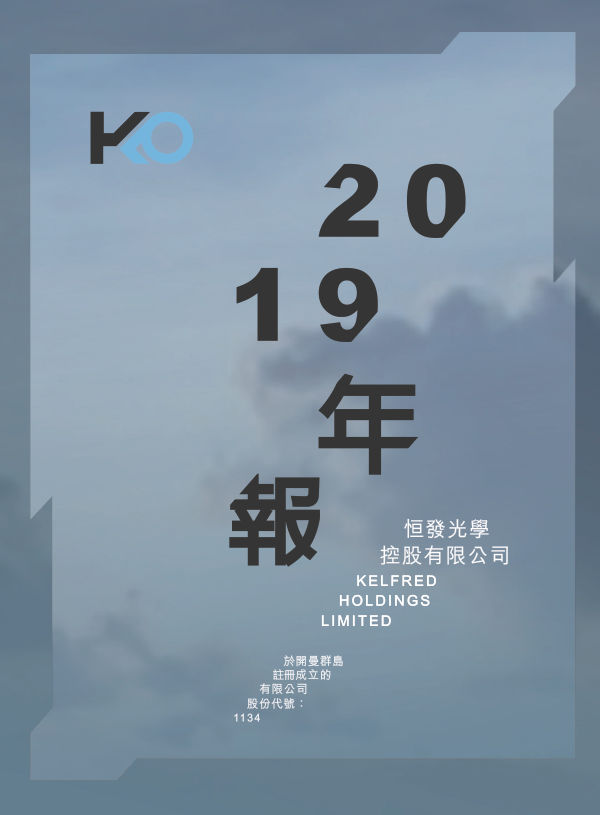 KO
20
19
年
報
恒發光學
控股有限公司
KELFRED
HOLDINGS
LIMITED
於開曼群島
註冊成立的
有限公司
股份代號：
1134